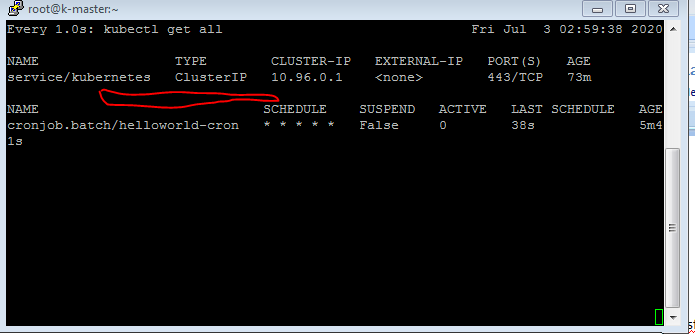 root@k-master:~
Every 1.0s: kubectl get all Fri Jul 3 02:59:38 2020
NAME TYPE CLUSTER-IP EXTERNAL-IP PORT(S) AGE
service/kubernetes ClusterIP 10.96.0.1 <none> 443/TCP 73m
NAME SCHEDULE SUSPEND ACTIVE LAST SCHEDULE AGE
cronjob.batch/helloworld-cron * * * * * False 0 38s 5m4
1s